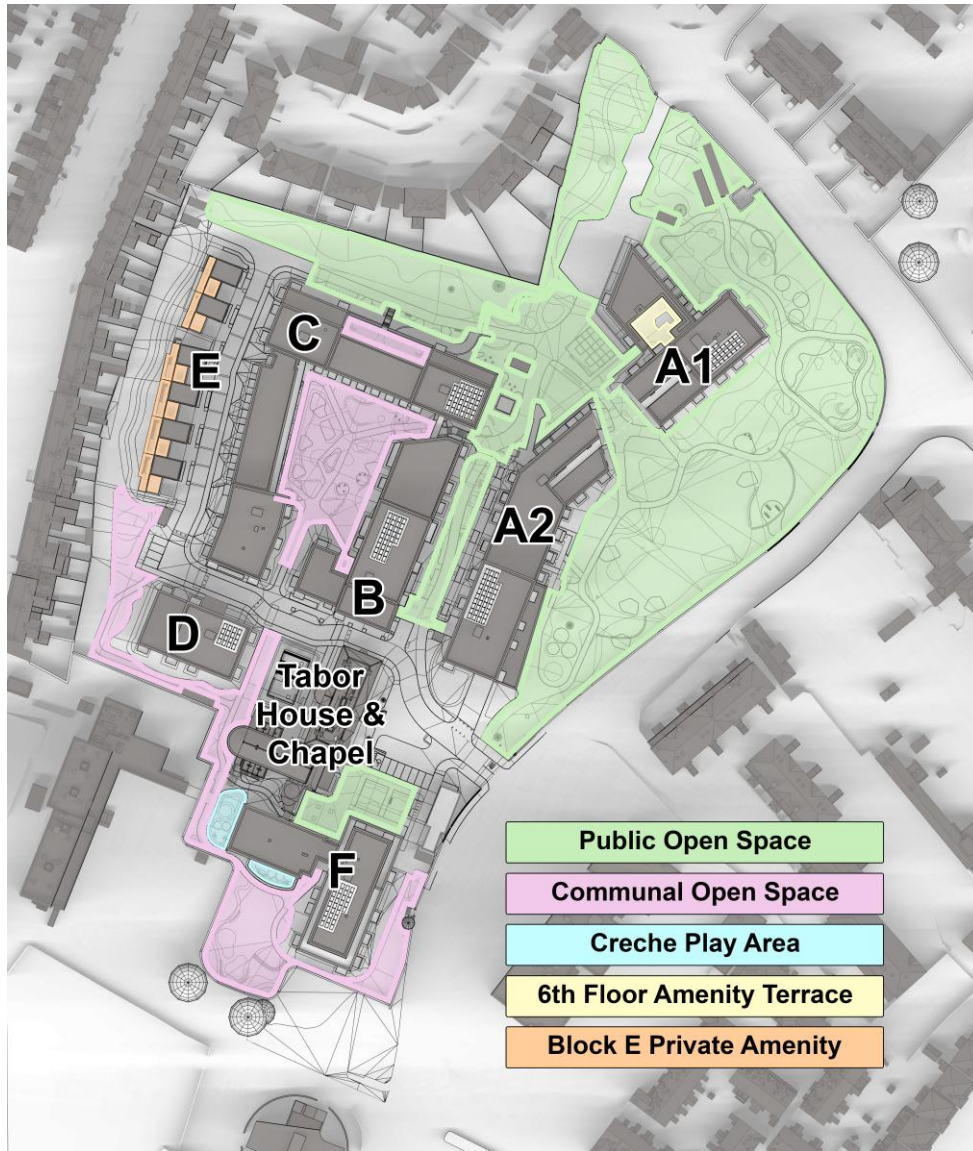 C
E
A1
A2
B
D
Tabor
House &
Chapel
F
Public Open Space
Communal Open Space
Creche Play Area
6th Floor Amenity Terrace
Block E Private Amenity